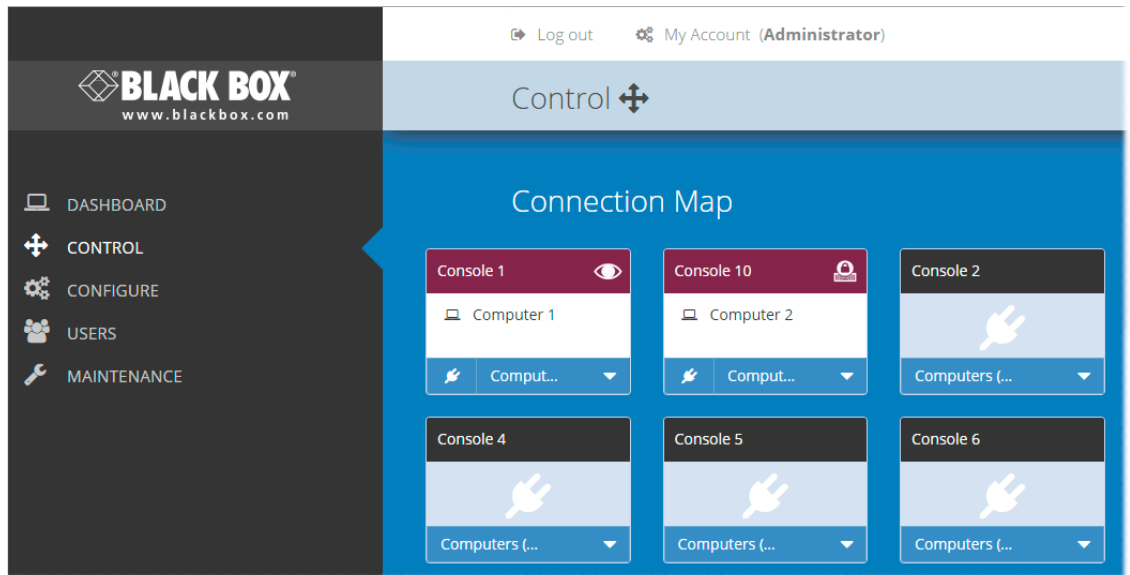 Log out My Account (Administrator)
BLACK BOX®
www.blackbox.com
Control
DASHBOARD
CONTROL
CONFIGURE
USERS
MAINTENANCE
Connection Map
Console 1
Computer 1
Comput...
Console 10
Computer 2
Comput...
Console 2
Computers (...
Console 4
Computers (...
Console 5
Computers (...
Console 6
Computers (...